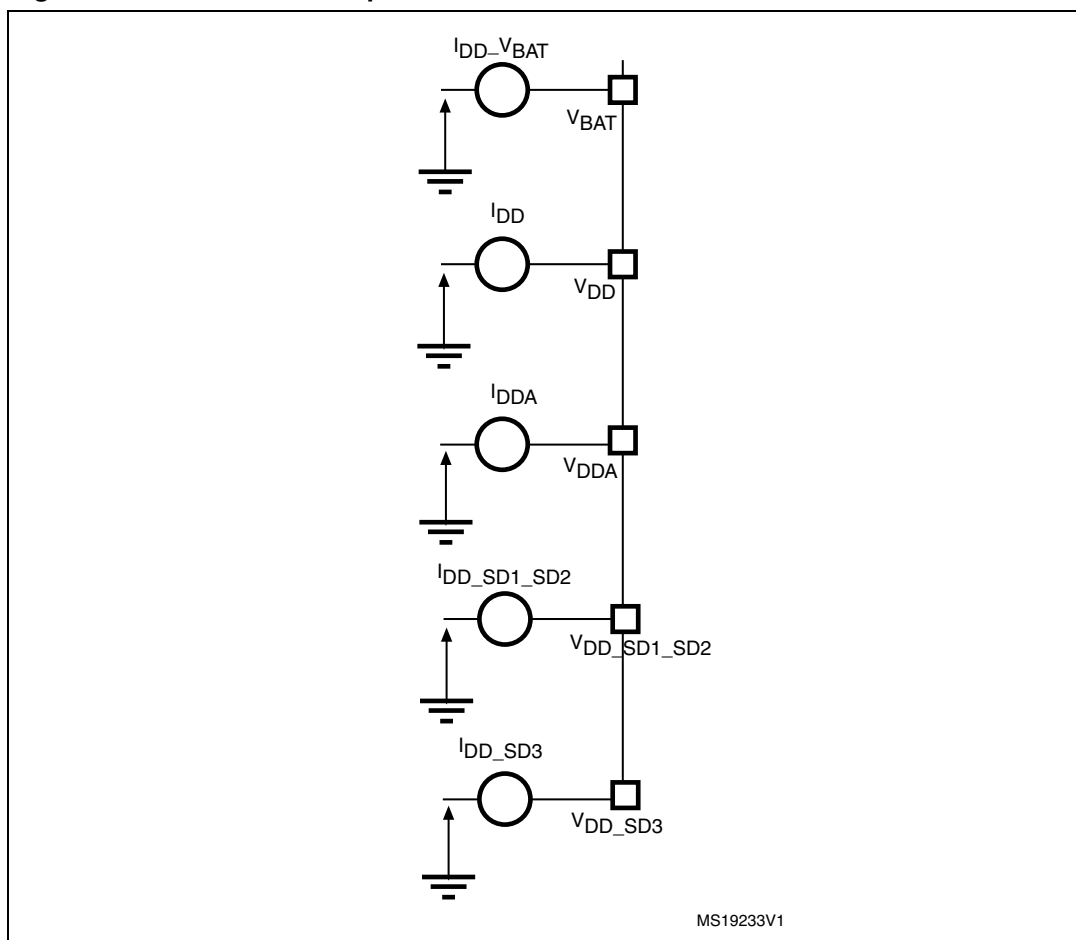 IDD_VBAT
VBAT
IDD
VDD
IDDA
VDDA
IDD_SD1_SD2
VDD_SD1_SD2
IDD_SD3
VDD_SD3
MS19233V1